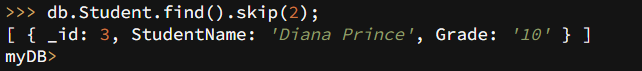 >>> db.Student.find().skip(2);
[ { _id: 3, StudentName: 'Diana Prince', Grade: '10' } ]
myDB>